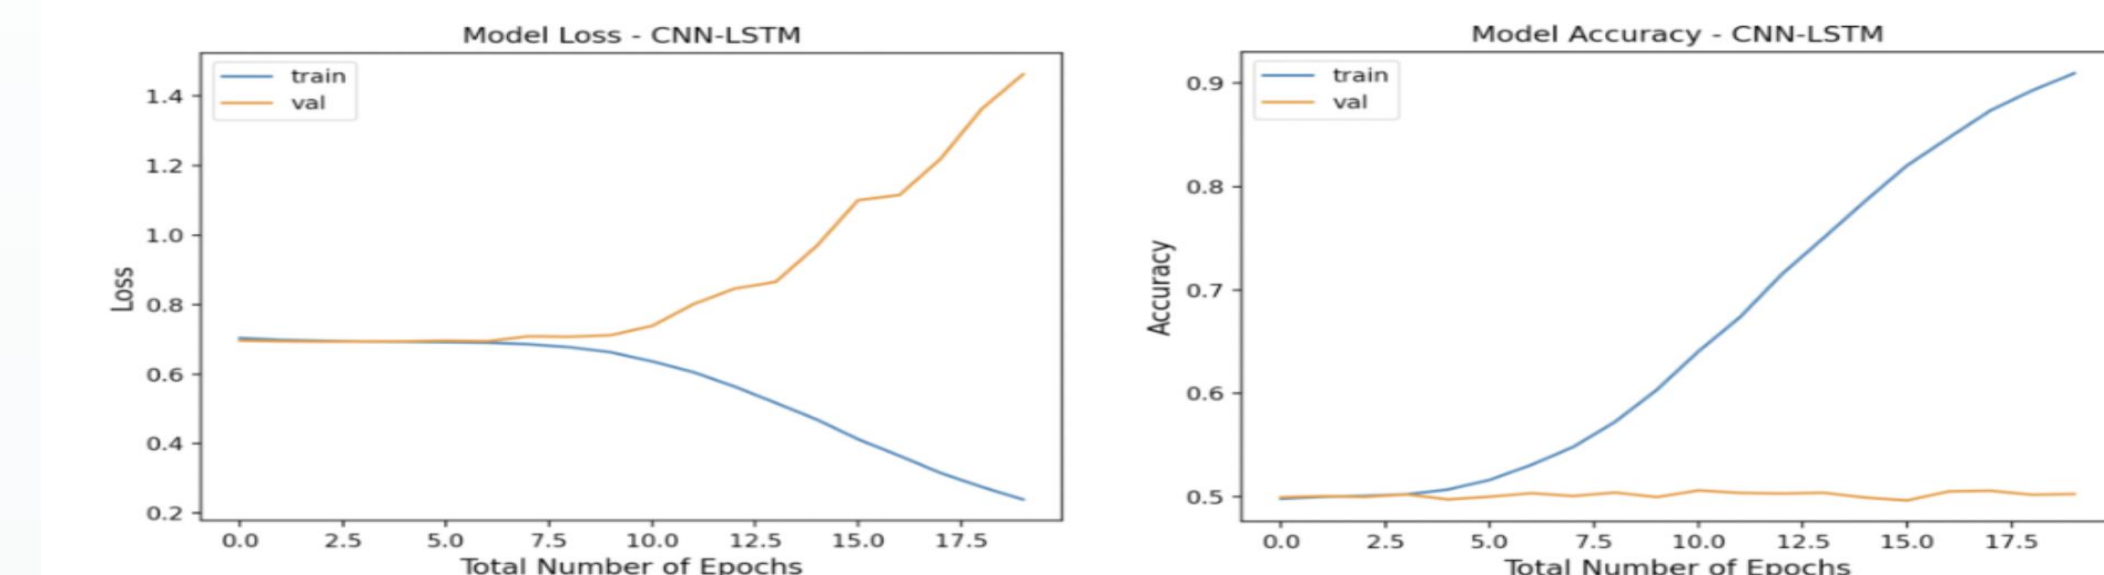 Model Loss - CNN-LSTM
train
val
1.4
1.2
1.0
0.8
0.6
0.4
0.2
Loss
0.0 2.5 5.0 7.5 10.0 12.5 15.0 17.5
Total Number of Epochs
Model Accuracy - CNN-LSTM
train
val
0.9
0.8
0.7
0.6
0.5
Accuracy
0.0 2.5 5.0 7.5 10.0 12.5 15.0 17.5
Total Number of Epochs